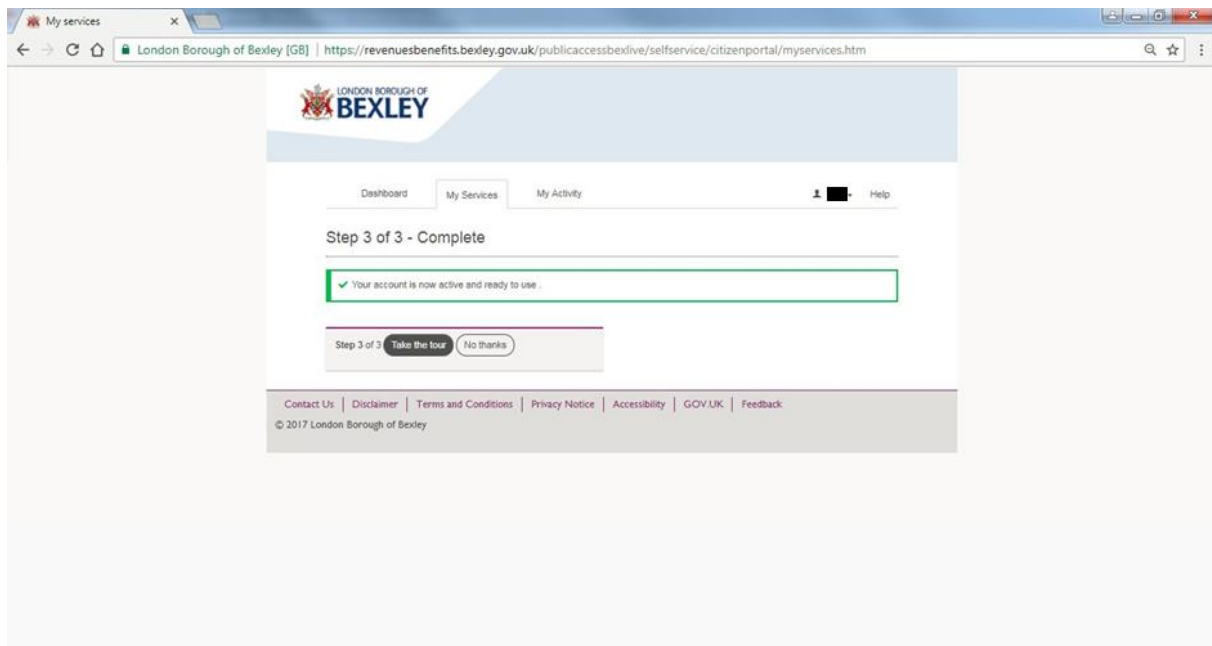 My services
London Borough of Bexley [GB] | https://revenuesbenefits.bexley.gov.uk/publicaccessbexlive/selfservice/citizenportal/myservices.htm
LONDON BOROUGH OF
BEXLEY
Dashboard My Services My Activity Help
Step 3 of 3 - Complete
Your account is now active and ready to use .
Step 3 of 3 Take the tour No thanks
Contact Us | Disclaimer | Terms and Conditions | Privacy Notice | Accessibility | GOV.UK | Feedback
© 2017 London Borough of Bexley